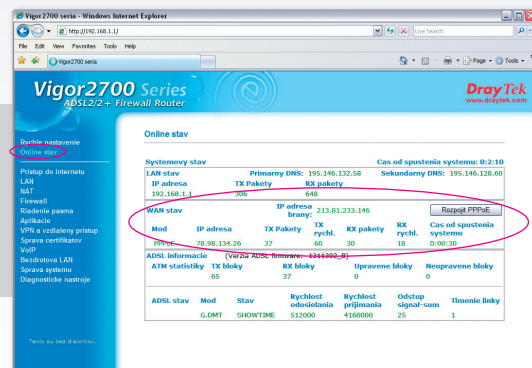 Vigor2700 seria - Windows Internet Explorer
http://192.168.1.1/
Live Search
File Edit View Favorites Tools Help
Vigor2700 seria
Page Tools
Vigor2700 Series
ADSL2/2+ Firewall Router
DrayTek
www.draytek.com
Rychle nastavenie
Online stav
Pristup do internetu
LAN
NAT
Firewall
Riadenie pasma
Aplikacie
VPN a vzdialeny pristup
Sprava certifikatov
VoIP
Bezdrotova LAN
Sprava systemu
Diagnosticke nastroje
Texty su bez diakritiky.
Online stav
Systemovy stav Cas od spustenia systemu: 0:2:10
LAN stav Primarny DNS: 195.146.132.58 Sekundarny DNS: 195.146.128.60
IP adresa TX Pakety RX pakety
192.168.1.1 306 648
WAN stav IP adresa brany: 213.81.233.146 Rozpojit PPPoE
Mod IP adresa TX Pakety TX rychl. RX pakety RX rychl. Cas od spustenia systemu
PPPoE 78.98.134.26 37 60 30 18 0:00:30
ADSL informacie (Verzia ADSL firmware: 1311302_B)
ATM statistiky TX bloky RX bloky Upravene bloky Neupravene bloky
65 37 0 0
ADSL stav Mod Stav Rychlost odosielania Rychlost prijimania Odstup signal-sum Tlmenie linky
G.DMT SHOWTIME 512000 4160000 25 1